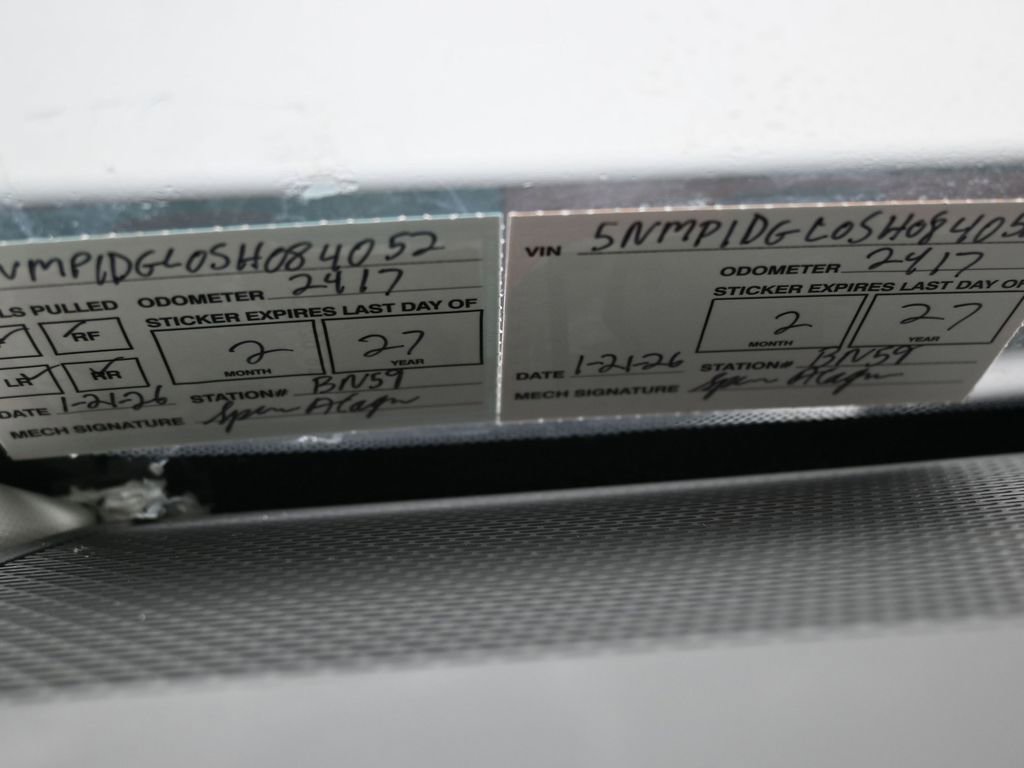 VMP1DGL0SH084052
LS PULLED ODOMETER 2417
RF STICKER EXPIRES LAST DAY OF
2 27
MONTH YEAR
LR RR
DATE 1-21-26 STATION# BN59
MECH SIGNATURE
VIN 5NMP1DGL0SH08405
ODOMETER 2417
STICKER EXPIRES LAST DAY OF
2 27
MONTH YEAR
DATE 1-21-26 STATION# BN59
MECH SIGNATURE